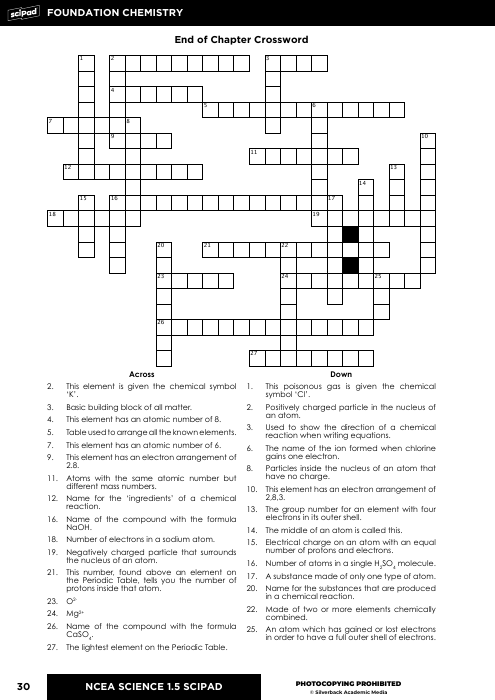 scipad FOUNDATION CHEMISTRY
End of Chapter Crossword
1 2 3
4
5 6
7 8
9 10
11
12 13
14
15 16 17
18 19
20 21 22
23 24 25
26
27
Across
2. This element is given the chemical symbol
‘K’.
3. Basic building block of all matter.
4. This element has an atomic number of 8.
5. Table used to arrange all the known elements.
7. This element has an atomic number of 6.
9. This element has an electron arrangement of
2,8.
11. Atoms with the same atomic number but
different mass numbers.
12. Name for the ‘ingredients’ of a chemical
reaction.
16. Name of the compound with the formula
NaOH.
18. Number of electrons in a sodium atom.
19. Negatively charged particle that surrounds
the nucleus of an atom.
21. This number, found above an element on
the Periodic Table, tells you the number of
protons inside that atom.
23. O²⁻
24. Mg²⁺
26. Name of the compound with the formula
CaSO₄.
27. The lightest element on the Periodic Table.
Down
1. This poisonous gas is given the chemical
symbol ‘Cl’.
2. Positively charged particle in the nucleus of
an atom.
3. Used to show the direction of a chemical
reaction when writing equations.
6. The name of the ion formed when chlorine
gains one electron.
8. Particles inside the nucleus of an atom that
have no charge.
10. This element has an electron arrangement of
2,8,3.
13. The group number for an element with four
electrons in its outer shell.
14. The middle of an atom is called this.
15. Electrical charge on an atom with an equal
number of protons and electrons.
16. Number of atoms in a single H₂SO₄ molecule.
17. A substance made of only one type of atom.
20. Name for the substances that are produced
in a chemical reaction.
22. Made of two or more elements chemically
combined.
25. An atom which has gained or lost electrons
in order to have a full outer shell of electrons.
30 NCEA SCIENCE 1.5 SCIPAD PHOTOCOPYING PROHIBITED
© Silverback Academic Media